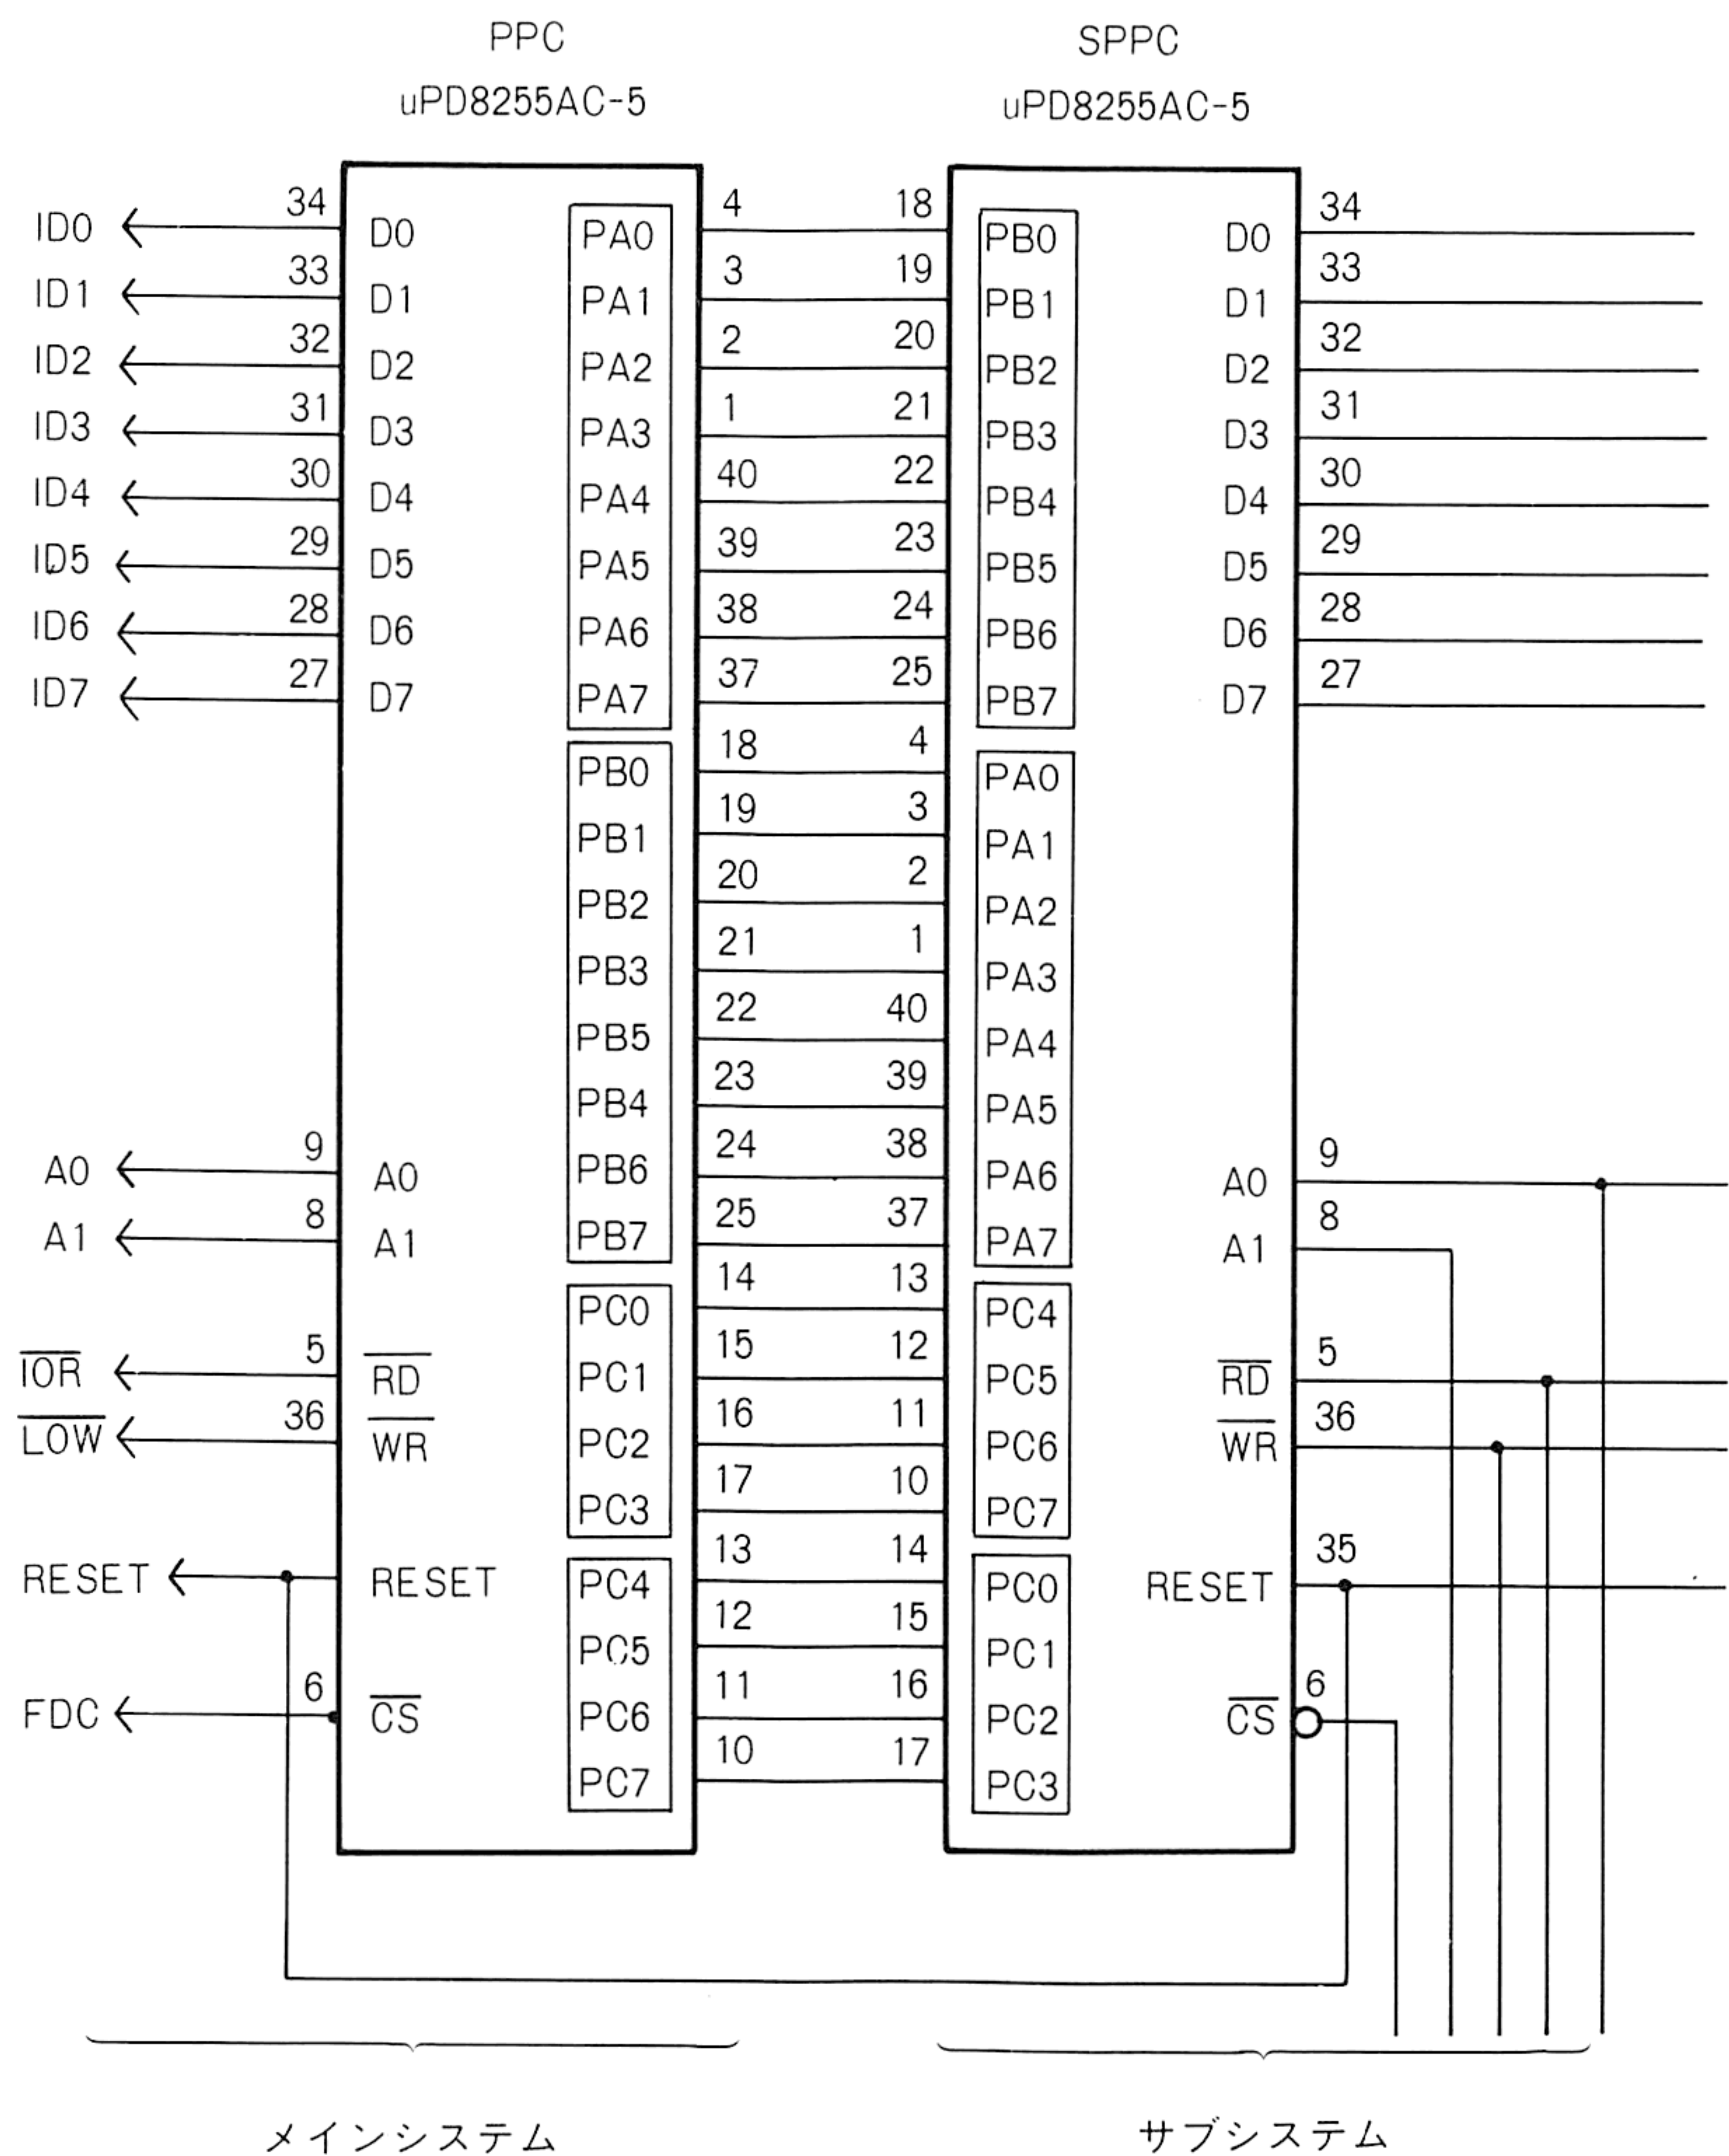 PPC
uPD8255AC-5
SPPC
uPD8255AC-5
ID0 34 D0 PA0 4 18 PB0 D0 34
ID1 33 D1 PA1 3 19 PB1 D1 33
ID2 32 D2 PA2 2 20 PB2 D2 32
ID3 31 D3 PA3 1 21 PB3 D3 31
ID4 30 D4 PA4 40 22 PB4 D4 30
ID5 29 D5 PA5 39 23 PB5 D5 29
ID6 28 D6 PA6 38 24 PB6 D6 28
ID7 27 D7 PA7 37 25 PB7 D7 27
PB0 18 4 PA0
PB1 19 3 PA1
PB2 20 2 PA2
PB3 21 1 PA3
PB5 22 40 PA4
PB4 23 39 PA5
A0 9 A0 PB6 24 38 PA6 A0 9
A1 8 A1 PB7 25 37 PA7 A1 8
PC0 14 13 PC4
IOR 5 RD PC1 15 12 PC5 RD 5
LOW 36 WR PC2 16 11 PC6 WR 36
PC3 17 10 PC7
RESET RESET PC4 13 14 PC0 RESET 35
PC5 12 15 PC1
FDC 6 CS PC6 11 16 PC2 CS 6
PC7 10 17 PC3
メインシステム
サブシステム